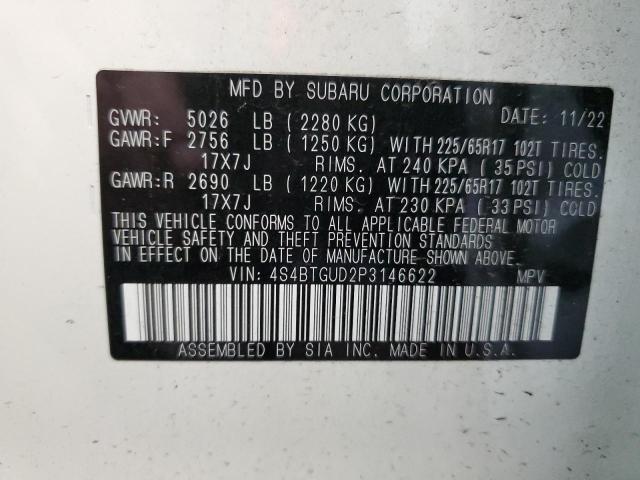 MFD BY SUBARU CORPORATION DATE: 11/22
GVWR: 5026 LB (2280 KG)
GAWR:F 2756 LB (1250 KG) WITH 225/65R17 102T TIRES.
17X7J RIMS. AT 240 KPA (35 PSI) COLD
GAWR:R 2690 LB (1220 KG) WITH 225/65R17 102T TIRES.
17X7J RIMS. AT 230 KPA (33 PSI) COLD
THIS VEHICLE CONFORMS TO ALL APPLICABLE FEDERAL MOTOR
VEHICLE SAFETY AND THEFT PREVENTION STANDARDS
IN EFFECT ON THE DATE OF MANUFACTURE SHOWN ABOVE.
VIN: 4S4BTGUD2P3146622 MPV
ASSEMBLED BY SIA INC. MADE IN U.S.A.